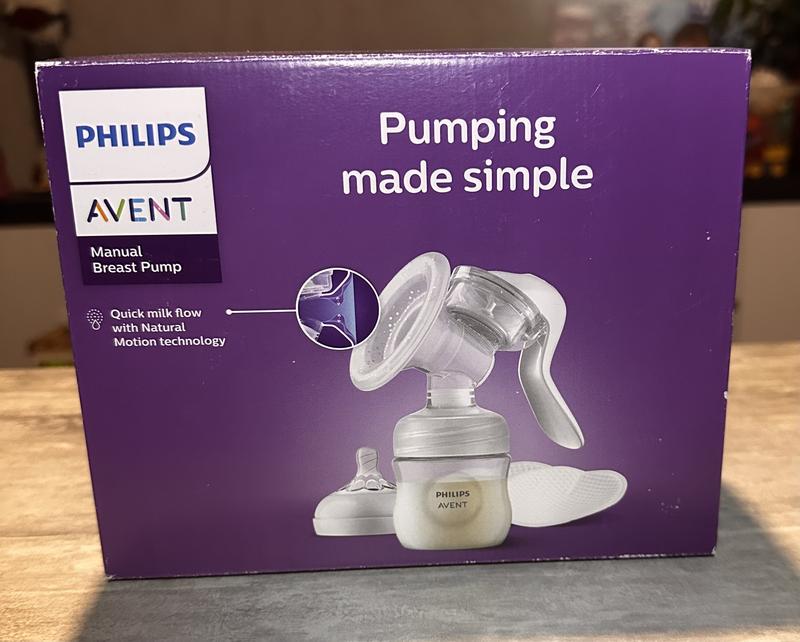 PHILIPS
AVENT
Manual
Breast Pump
Pumping
made simple
Quick milk flow
with Natural
Motion technology
PHILIPS
AVENT